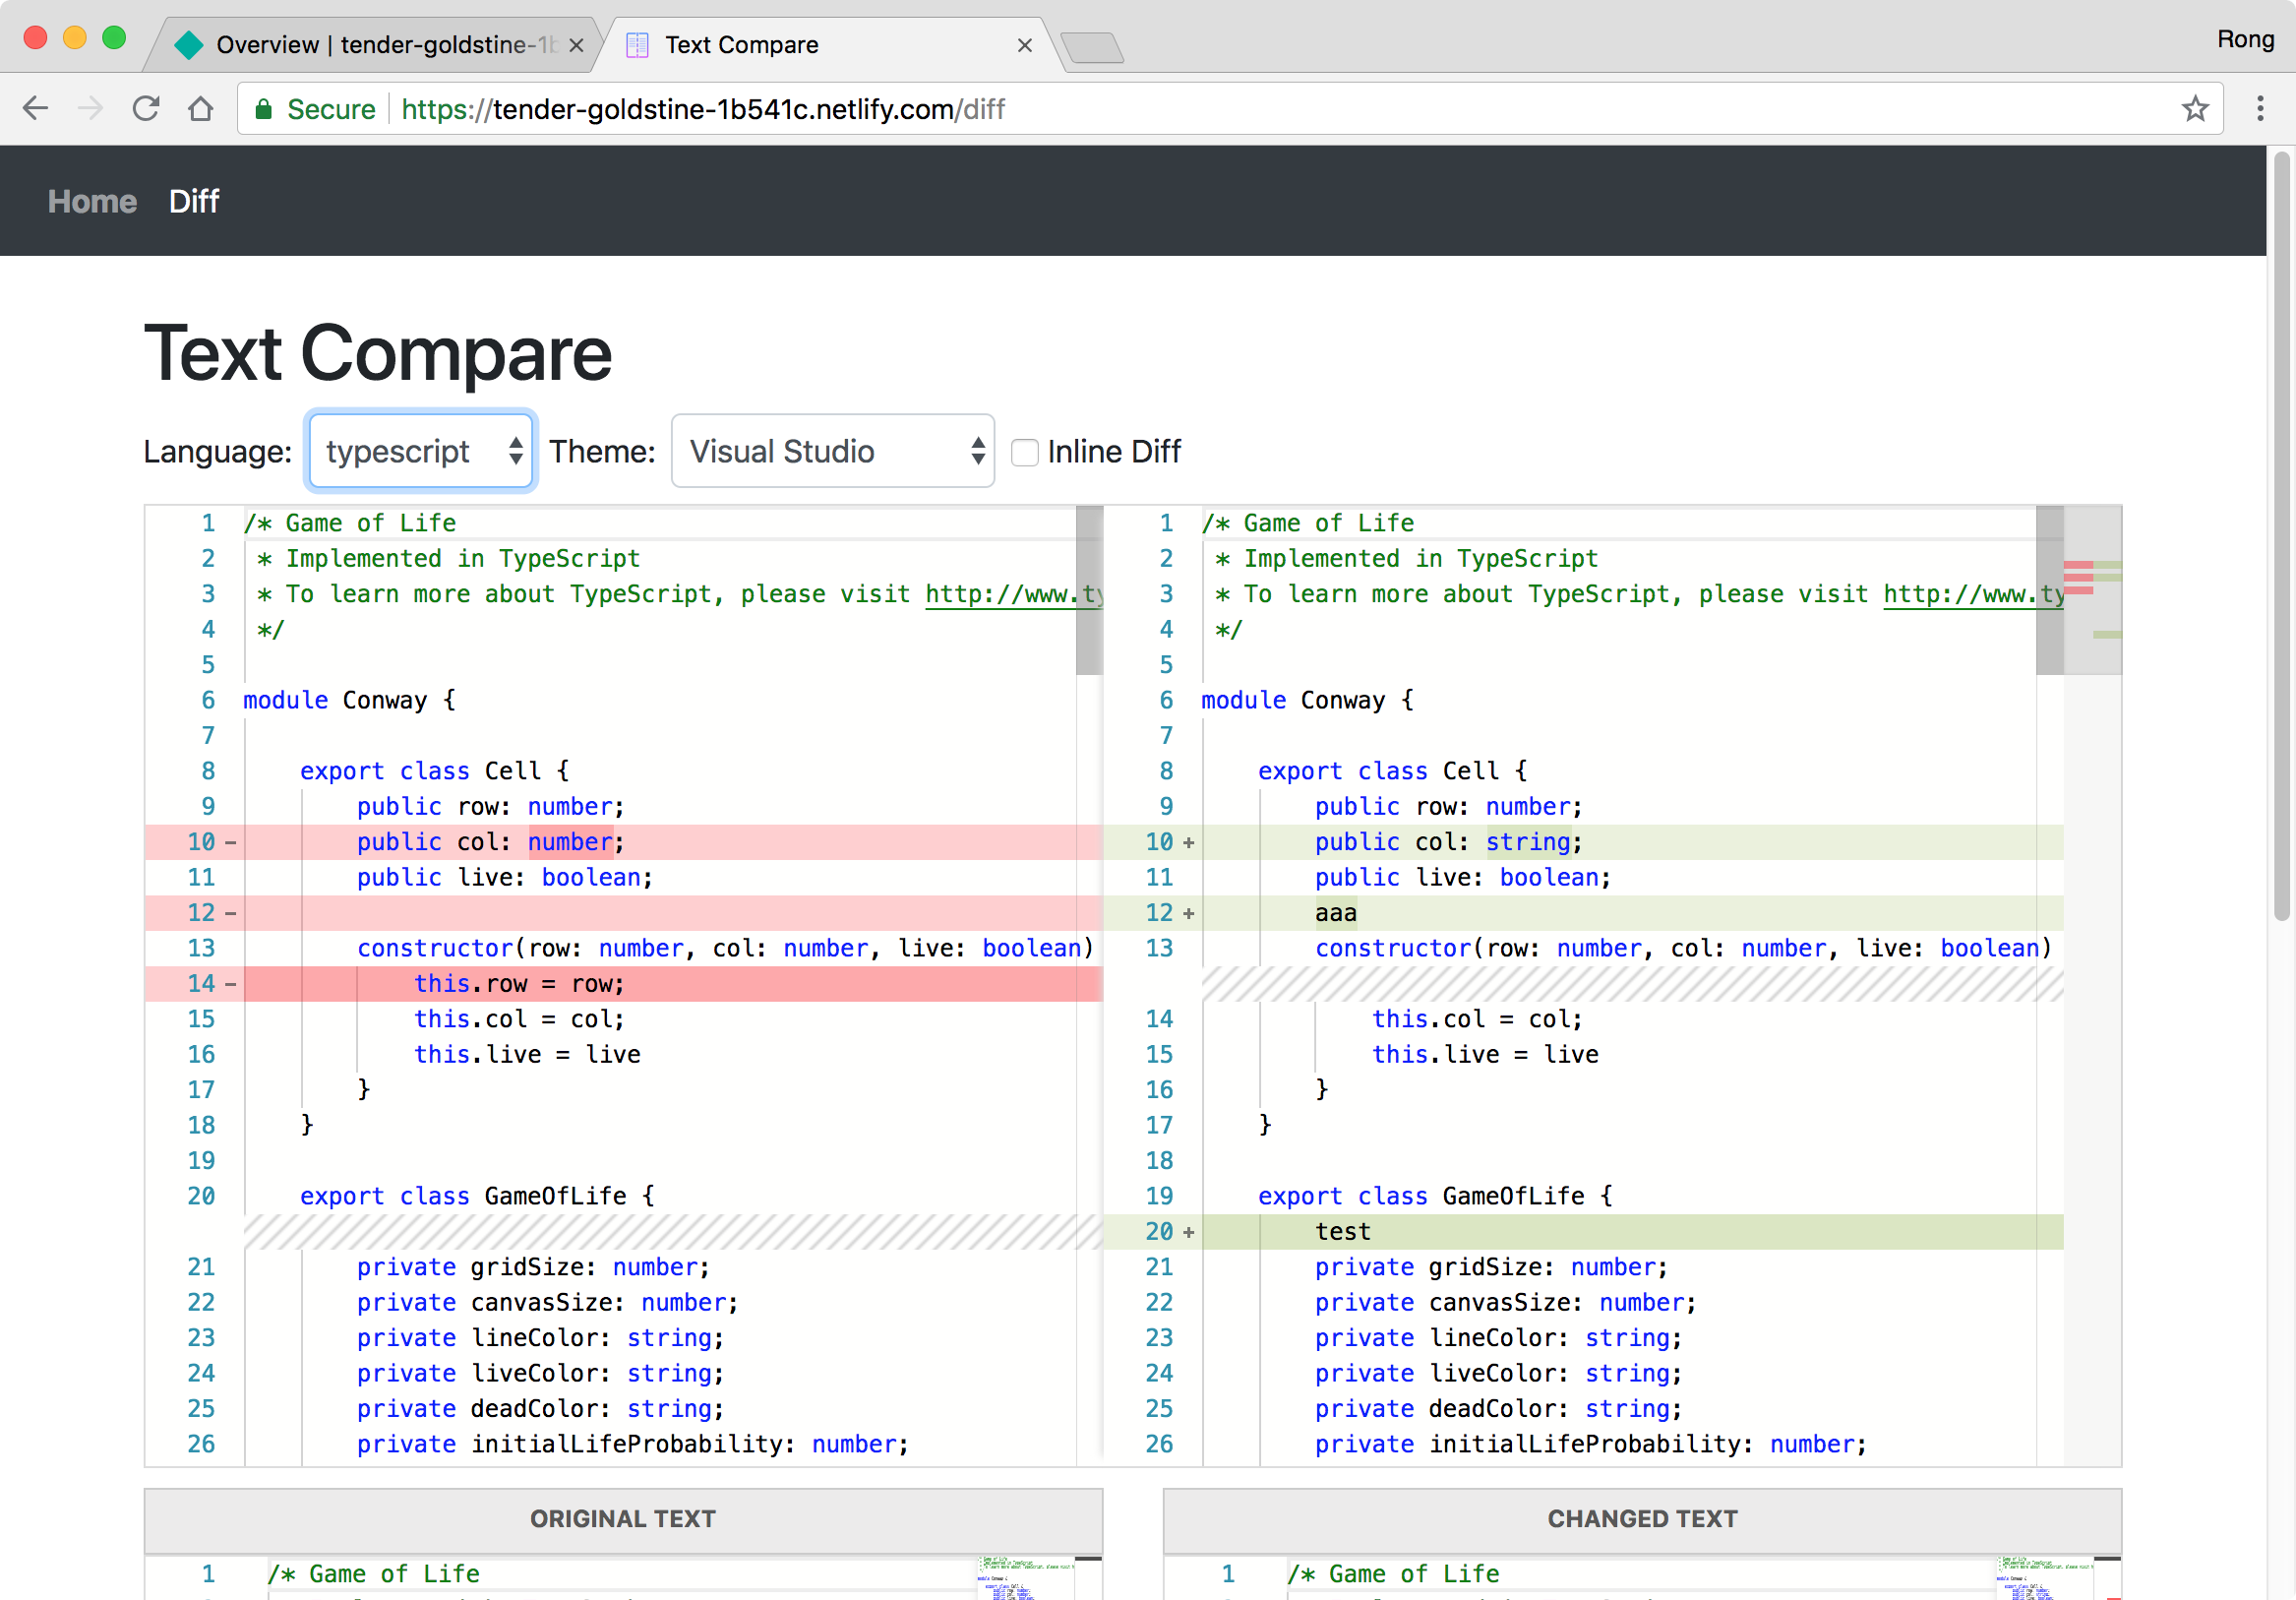 Overview | tender-goldstine-1b
Text Compare
Rong
Secure https://tender-goldstine-1b541c.netlify.com/diff
Home Diff
Text Compare
Language: typescript Theme: Visual Studio Inline Diff
1 /* Game of Life
2 * Implemented in TypeScript
3 * To learn more about TypeScript, please visit http://www.ty
4 */
5
6 module Conway {
7
8 export class Cell {
9 public row: number;
10 - public col: number;
11 public live: boolean;
12 -
13 constructor(row: number, col: number, live: boolean)
14 - this.row = row;
15 this.col = col;
16 this.live = live
17 }
18 }
19
20 export class GameOfLife {
21 private gridSize: number;
22 private canvasSize: number;
23 private lineColor: string;
24 private liveColor: string;
25 private deadColor: string;
26 private initialLifeProbability: number;
1 /* Game of Life
2 * Implemented in TypeScript
3 * To learn more about TypeScript, please visit http://www.ty
4 */
5
6 module Conway {
7
8 export class Cell {
9 public row: number;
10 + public col: string;
11 public live: boolean;
12 + aaa
13 constructor(row: number, col: number, live: boolean)
14 this.col = col;
15 this.live = live
16 }
17 }
18
19 export class GameOfLife {
20 + test
21 private gridSize: number;
22 private canvasSize: number;
23 private lineColor: string;
24 private liveColor: string;
25 private deadColor: string;
26 private initialLifeProbability: number;
ORIGINAL TEXT
1 /* Game of Life
CHANGED TEXT
1 /* Game of Life